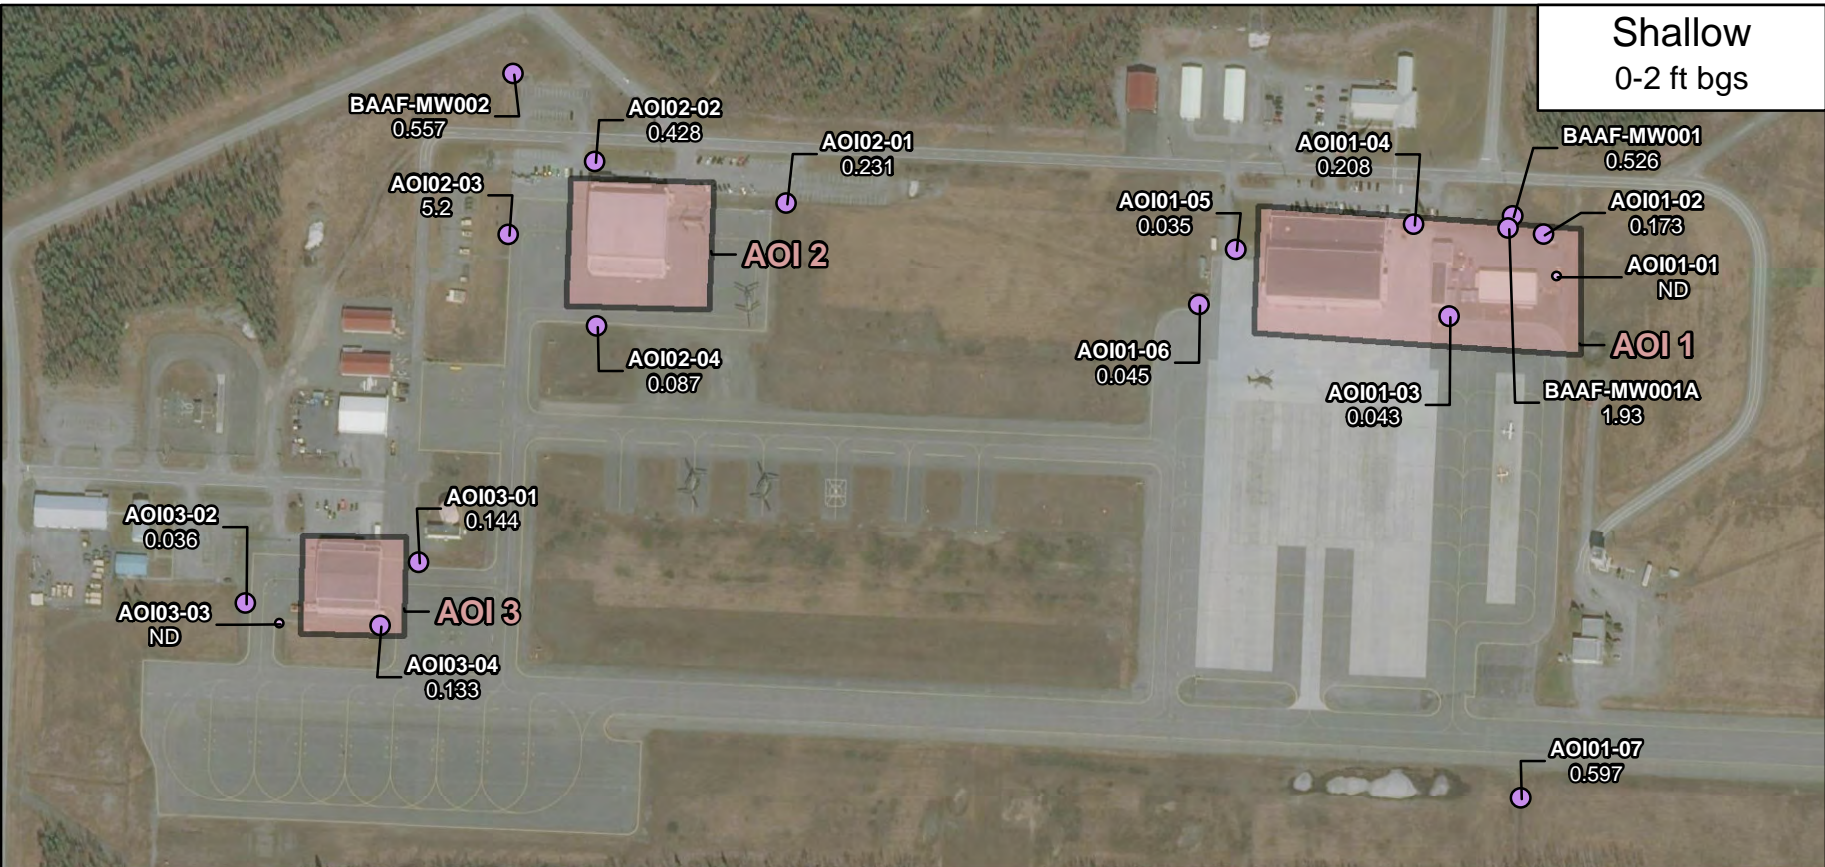 Shallow
0-2 ft bgs
BAAF-MW002
0.557
AOI02-02
0.428
AOI02-01
0.231
AOI02-03
5.2
AOI 2
AOI02-04
0.087
AOI01-04
0.208
BAAF-MW001
0.526
AOI01-05
0.035
AOI01-02
0.173
AOI01-01
ND
AOI 1
AOI01-06
0.045
AOI01-03
0.043
BAAF-MW001A
1.93
AOI03-01
0.144
AOI03-02
0.036
AOI03-03
ND
AOI 3
AOI03-04
0.133
AOI01-07
0.597